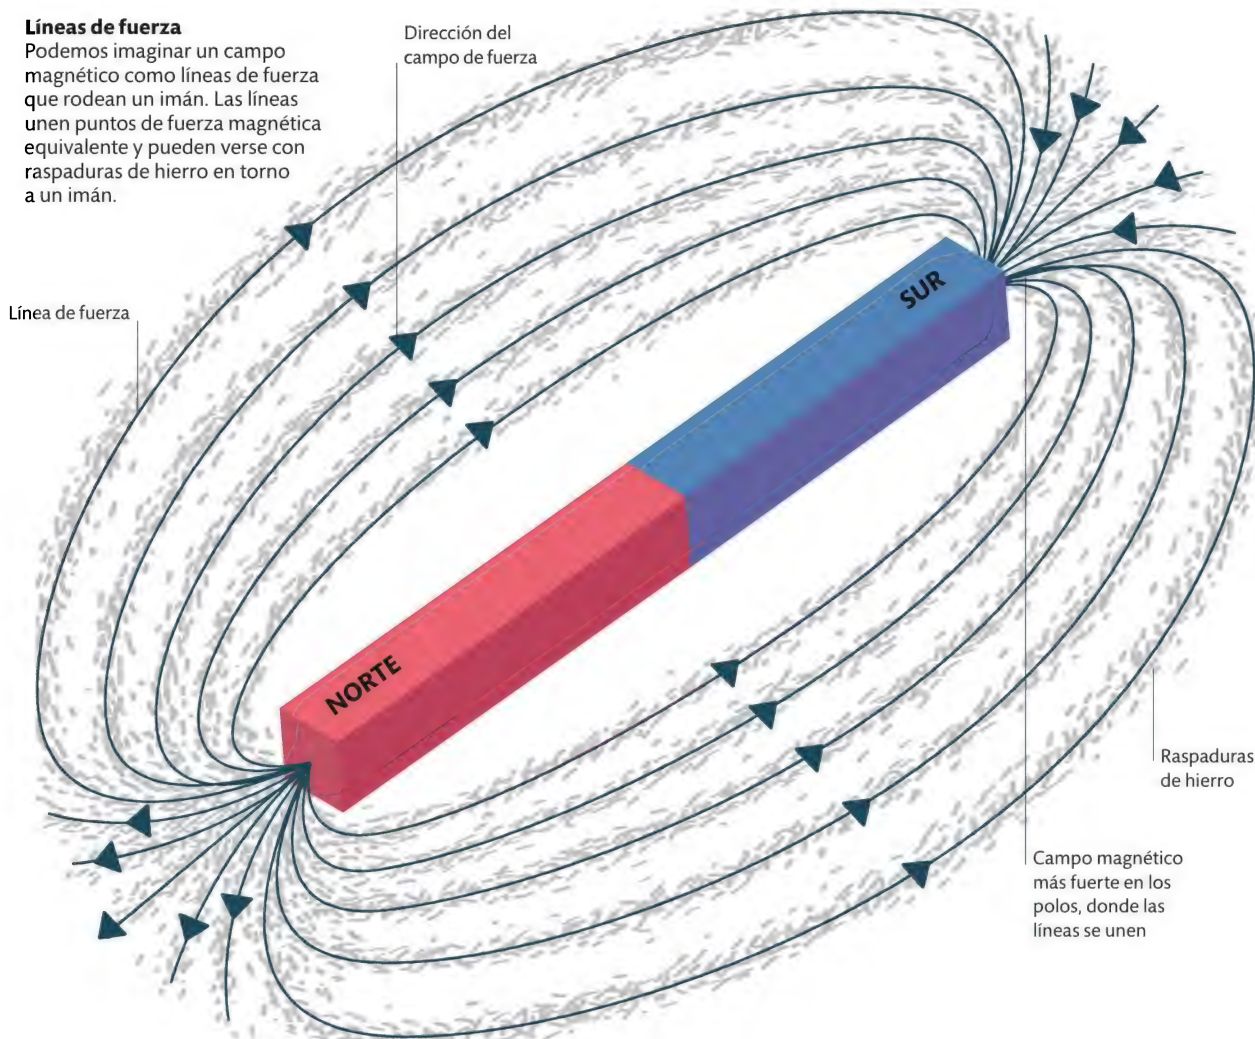 Líneas de fuerza
Podemos imaginar un campo
magnético como líneas de fuerza
que rodean un imán. Las líneas
unen puntos de fuerza magnética
equivalente y pueden verse con
raspaduras de hierro en torno
a un imán.
Dirección del
campo de fuerza
Línea de fuerza
SUR
NORTE
Raspaduras
de hierro
Campo magnético
más fuerte en los
polos, donde las
líneas se unen